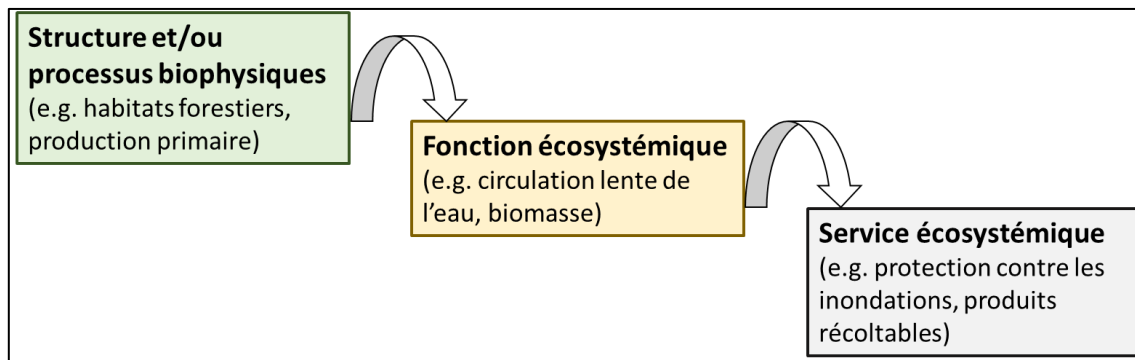 Structure et/ou
processus biophysiques
(e.g. habitats forestiers,
production primaire)
Fonction écosystémique
(e.g. circulation lente de
l'eau, biomasse)
Service écosystémique
(e.g. protection contre les
inondations, produits
récoltables)